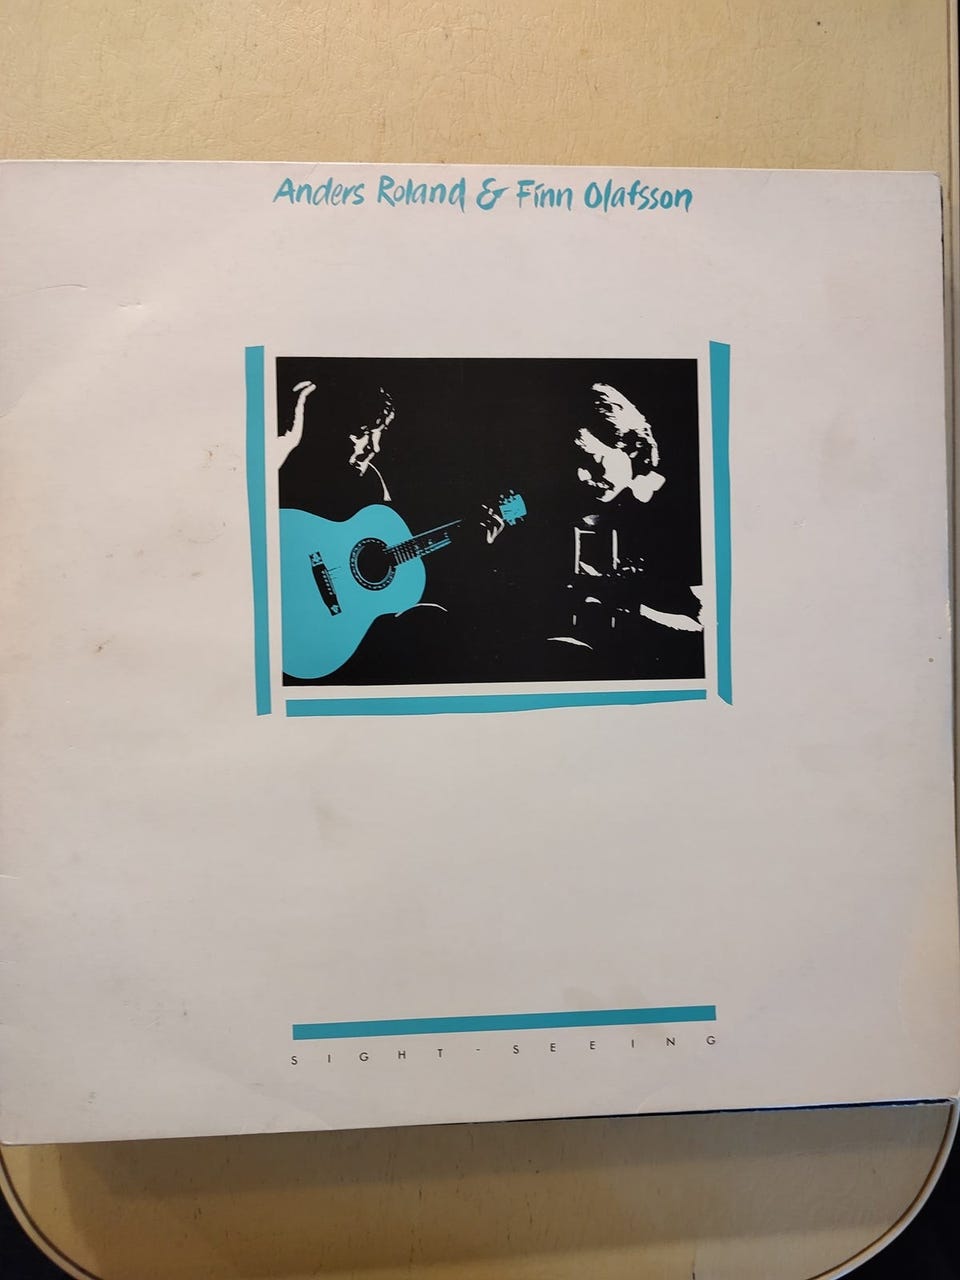 Anders Roland & Finn Olafsson
SIGHT-SEEING